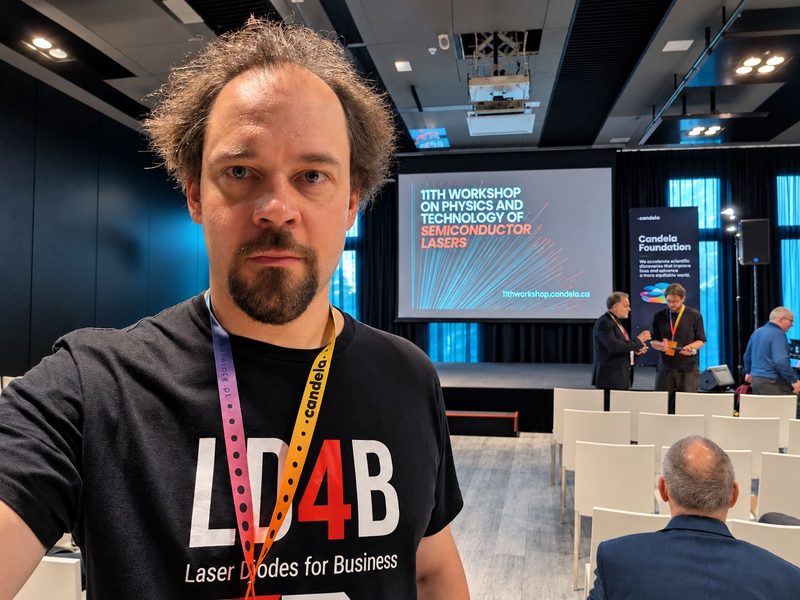 11TH WORKSHOP
ON PHYSICS AND
TECHNOLOGY OF
SEMICONDUCTOR
LASERS
11thworkshop.candela.ca
candela
Candela
Foundation
We accelerate scientific
discoveries that improve
lives and advance
a more equitable world.
candela
LD4B
Laser Diodes for Business